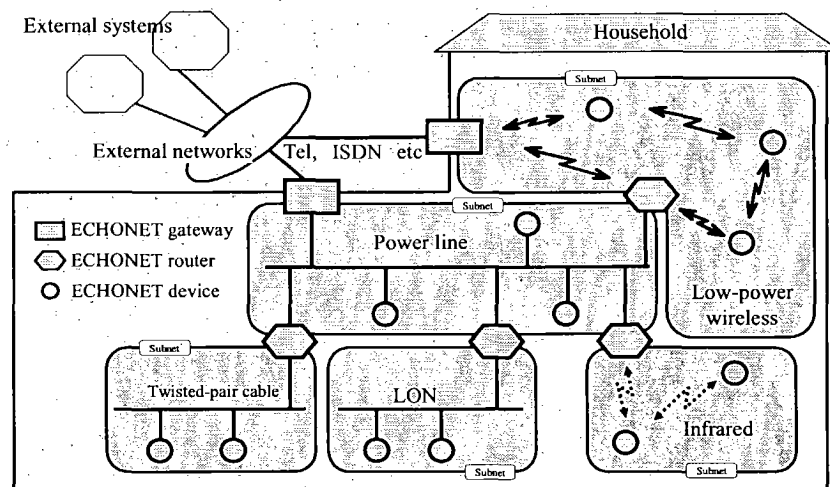 External systems
Household
Subnet
External networks
Tel, ISDN etc
Subnet
ECHONET gateway
ECHONET router
ECHONET device
Power line
Low-power
wireless
Subnet
Twisted-pair cable
LON
Infrared
Subnet
Subnet